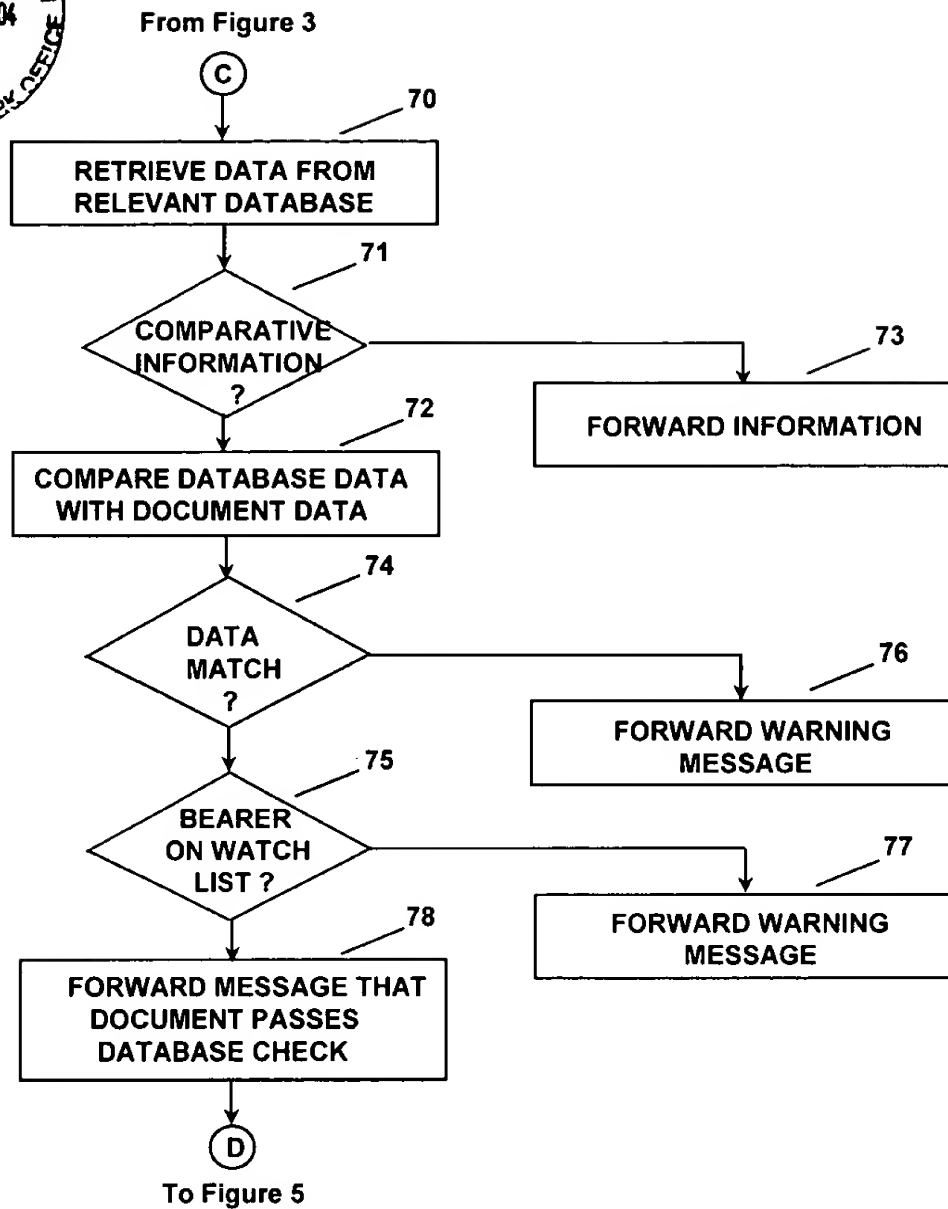 04
OFFICE
From Figure 3
C
70
RETRIEVE DATA FROM
RELEVANT DATABASE
71
COMPARATIVE
INFORMATION
?
73
FORWARD INFORMATION
72
COMPARE DATABASE DATA
WITH DOCUMENT DATA
74
DATA
MATCH
?
76
FORWARD WARNING
MESSAGE
75
BEARER
ON WATCH
LIST ?
77
FORWARD WARNING
MESSAGE
78
FORWARD MESSAGE THAT
DOCUMENT PASSES
DATABASE CHECK
D
To Figure 5